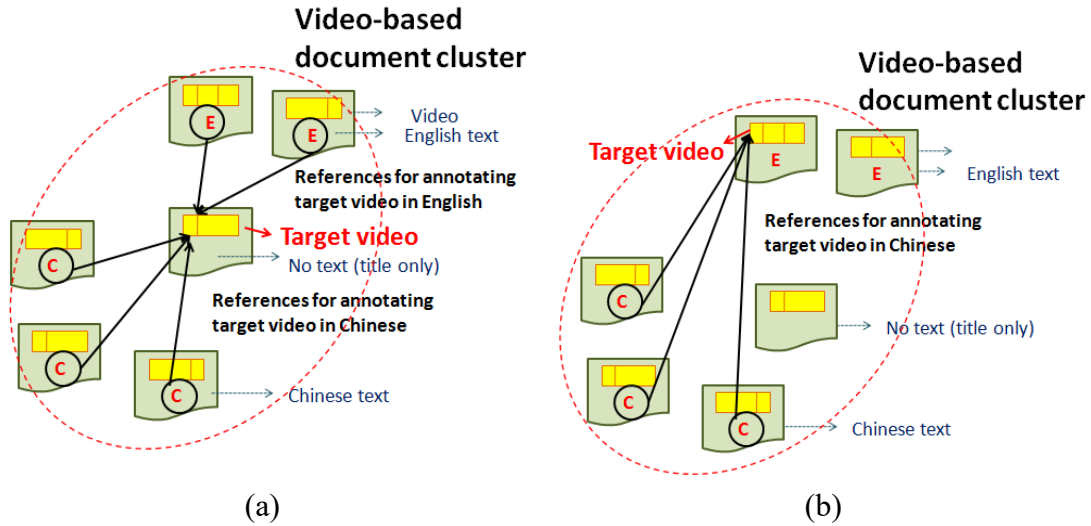 Video-based
document cluster
E
E
Video
English text
References for annotating
target video in English
Target video
No text (title only)
C
References for annotating
target video in Chinese
C
C
Chinese text
(a)
Video-based
document cluster
Target video
E
E
English text
References for annotating
target video in Chinese
C
No text (title only)
C
C
Chinese text
(b)